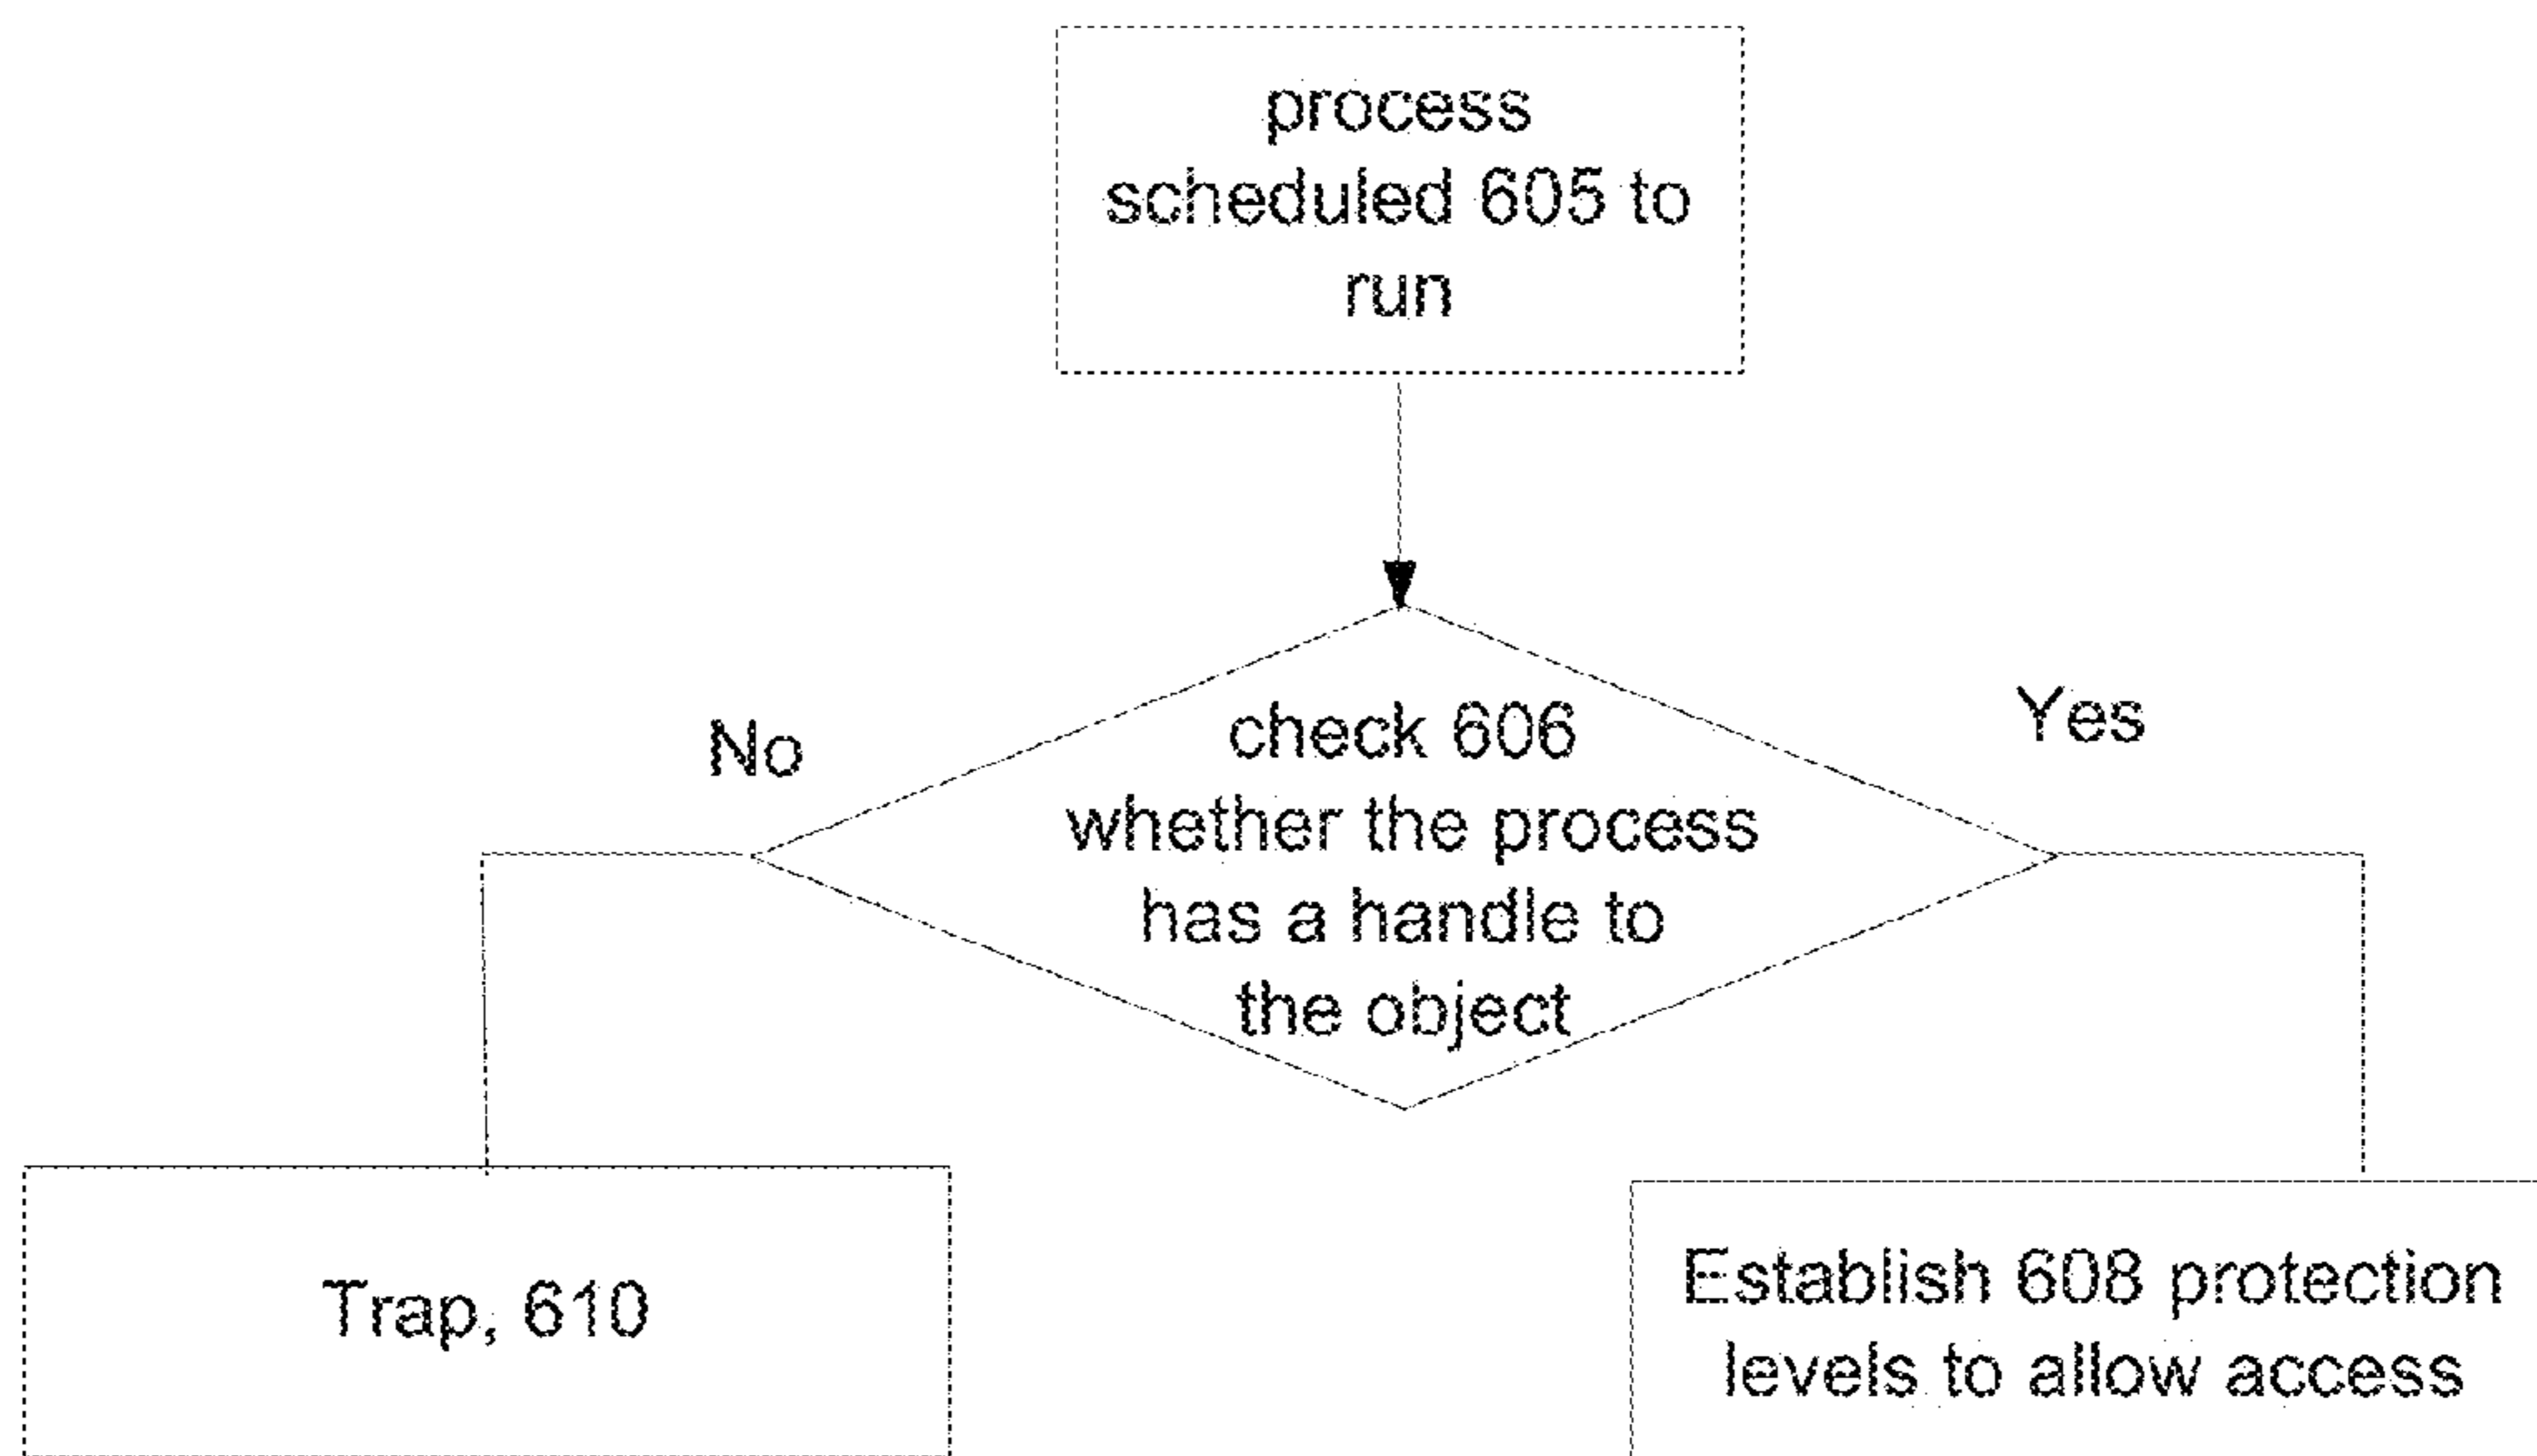 process
scheduled 605 to
run
No
Yes
check 606
whether the process
has a handle to
the object
Trap, 610
Establish 608 protection
levels to allow access